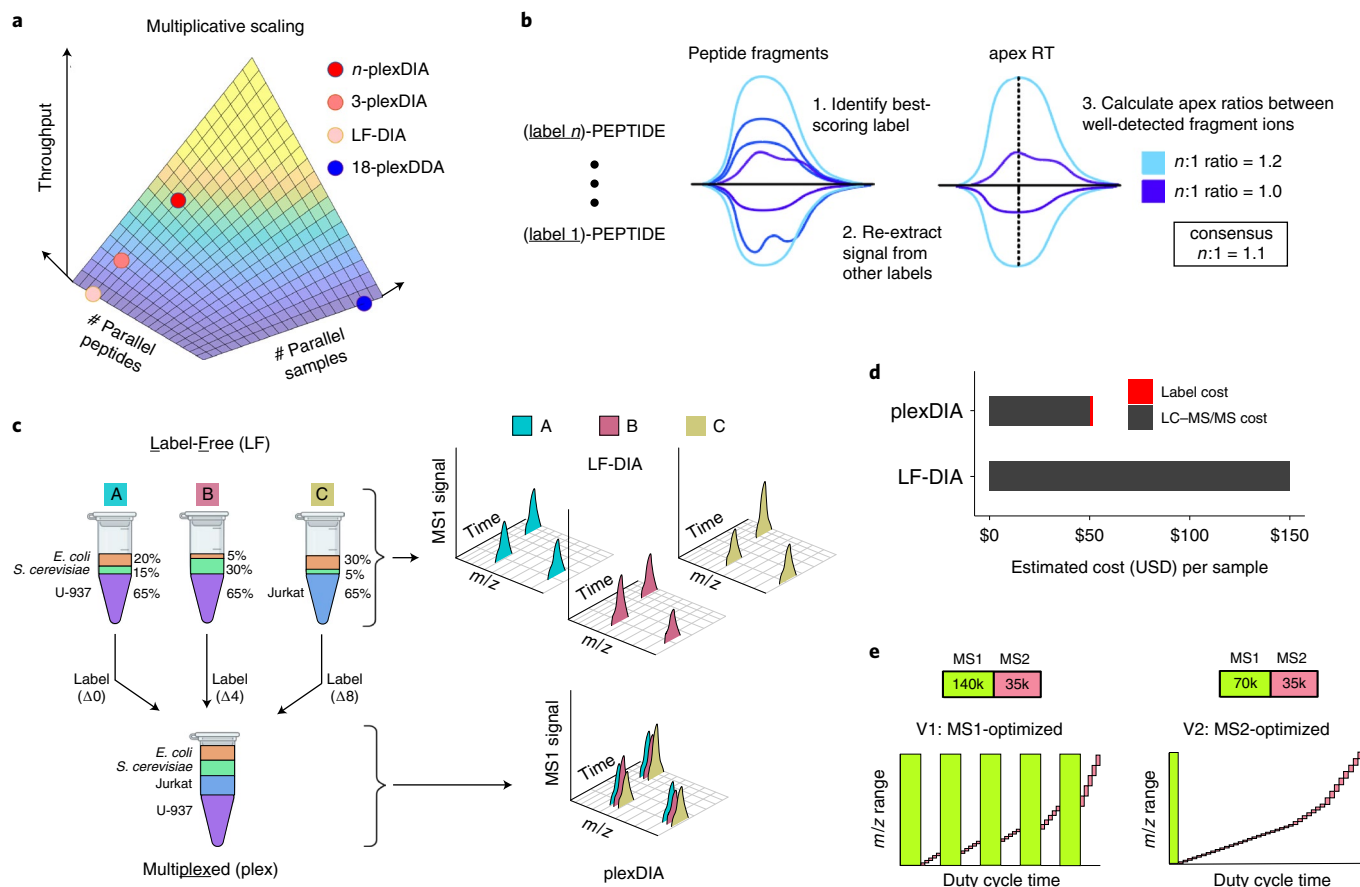 a
Multiplicative scaling
n-plexDIA
3-plexDIA
LF-DIA
18-plexDDA
Throughput
# Parallel
peptides
# Parallel
samples
b
Peptide fragments
apex RT
(label n)-PEPTIDE
(label 1)-PEPTIDE
1. Identify best-
scoring label
2. Re-extract
signal from
other labels
3. Calculate apex ratios between
well-detected fragment ions
n:1 ratio = 1.2
n:1 ratio = 1.0
consensus
n:1 = 1.1
c
Label-Free (LF)
A
B
C
E. coli
S. cerevisiae
U-937
20%
15%
65%
5%
30%
65%
Jurkat
30%
5%
65%
Label
(Δ0)
Label
(Δ4)
Label
(Δ8)
E. coli
S. cerevisiae
Jurkat
U-937
Multiplexed (plex)
A
B
C
LF-DIA
MS1 signal
Time
m/z
Time
m/z
Time
m/z
MS1 signal
Time
m/z
plexDIA
d
plexDIA
LF-DIA
Label cost
LC–MS/MS cost
$0
$50
$100
$150
Estimated cost (USD) per sample
e
MS1
MS2
140k
35k
V1: MS1-optimized
m/z range
Duty cycle time
MS1
MS2
70k
35k
V2: MS2-optimized
m/z range
Duty cycle time